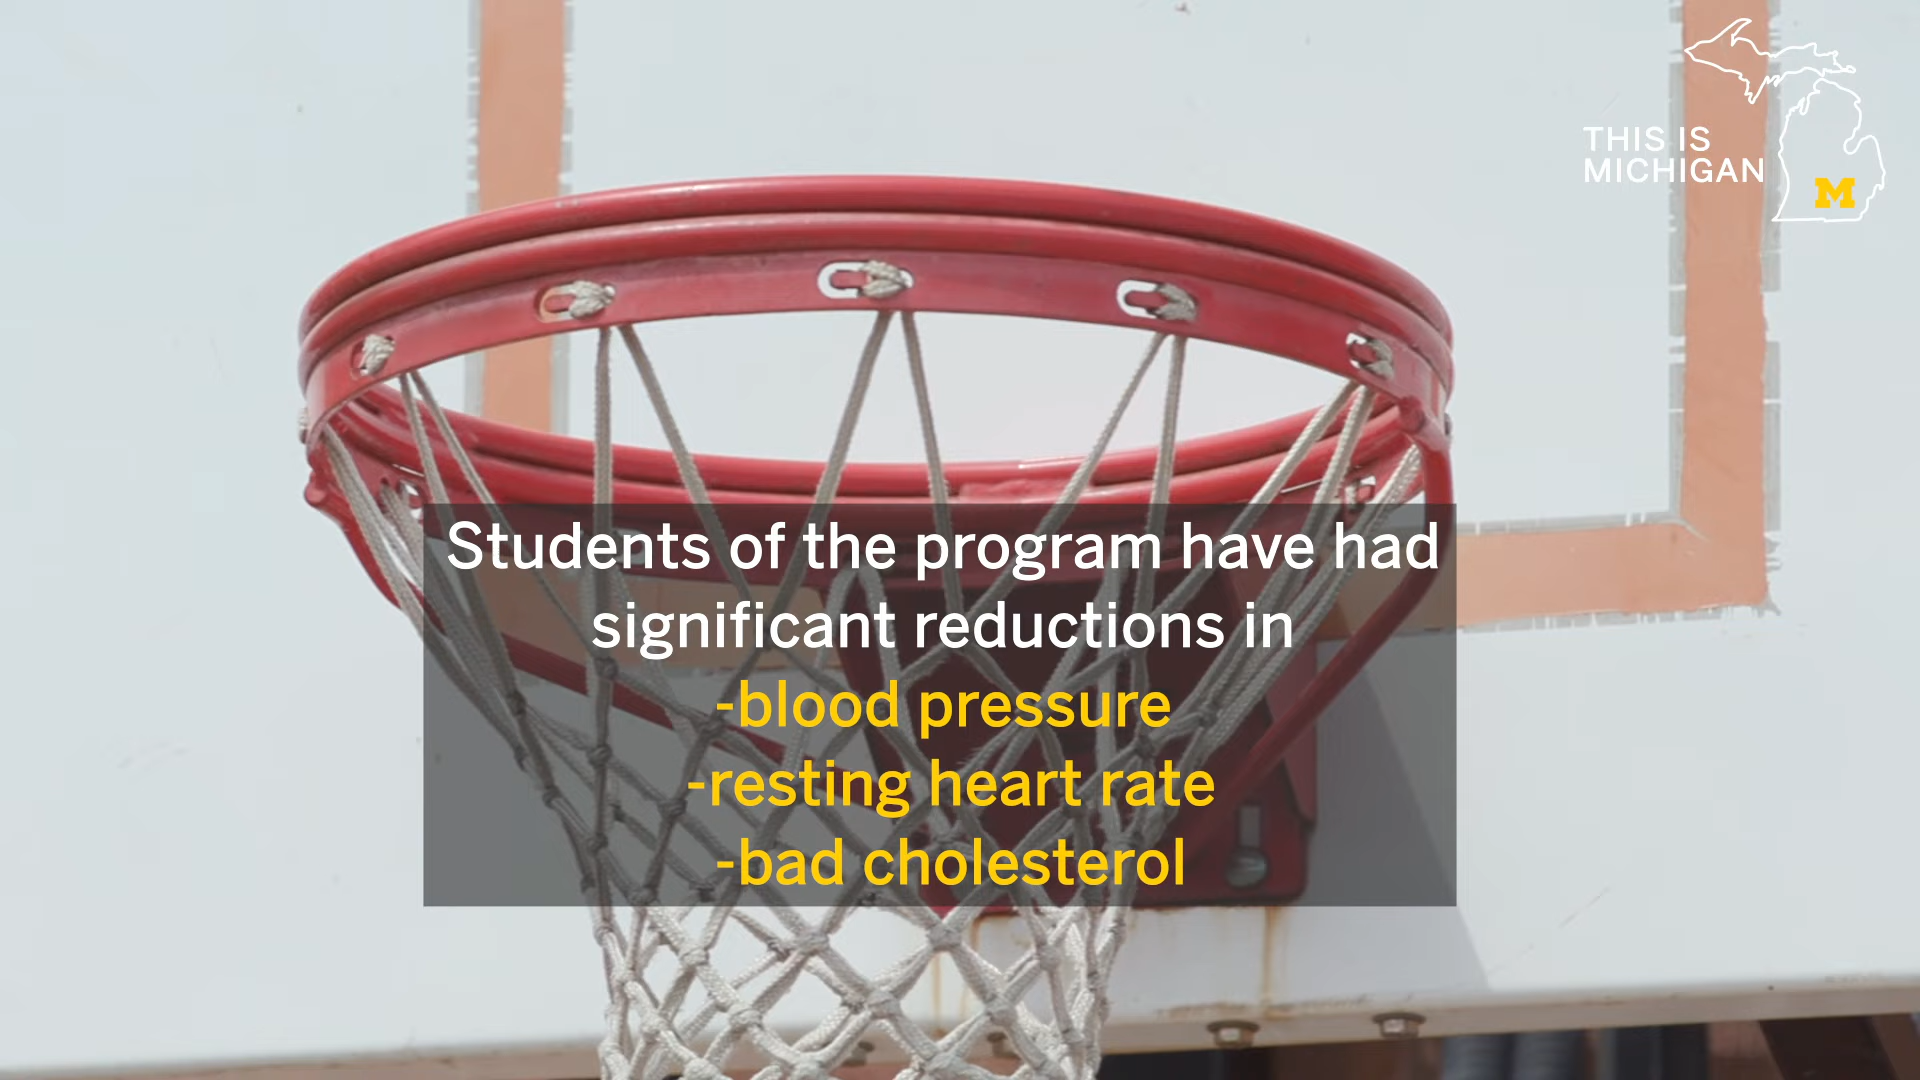 THIS IS
MICHIGAN
M
Students of the program have had
significant reductions in
-blood pressure
-resting heart rate
-bad cholesterol